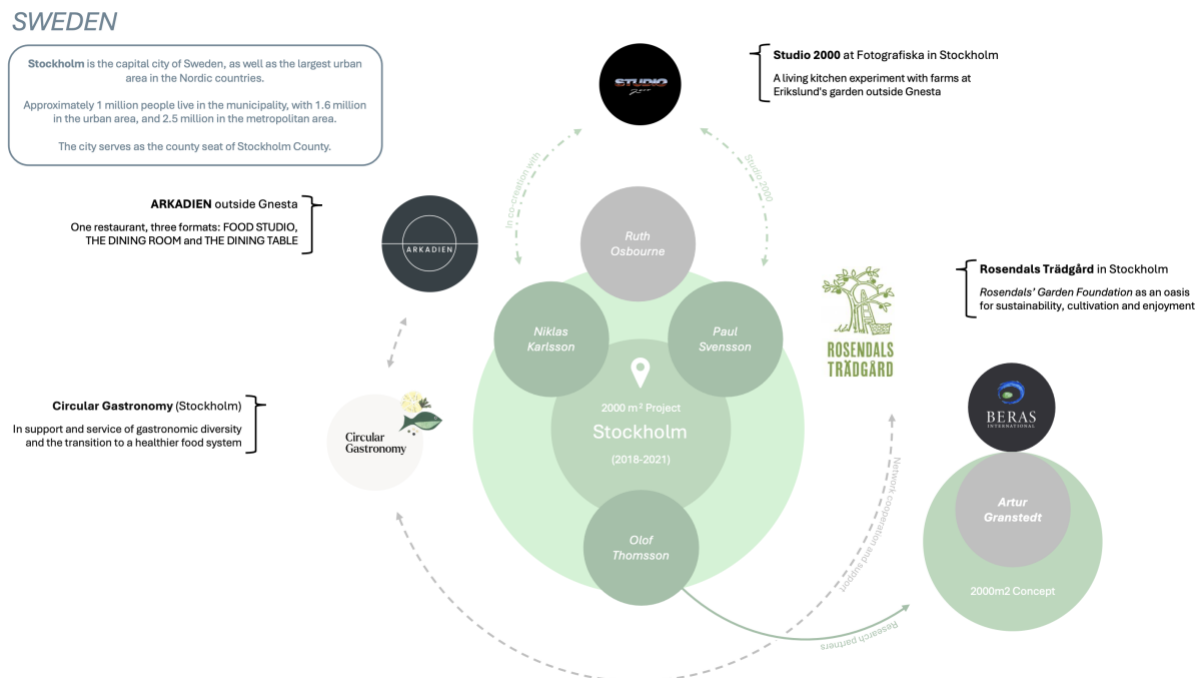 SWEDEN
Stockholm is the capital city of Sweden, as well as the largest urban
area in the Nordic countries.
Approximately 1 million people live in the municipality, with 1.6 million
in the urban area, and 2.5 million in the metropolitan area.
The city serves as the county seat of Stockholm County.
STUDIO
Studio 2000 at Fotografiska in Stockholm
A living kitchen experiment with farms at
Erikslund's garden outside Gnesta
In co-creation with
Studio 2000
ARKADIEN outside Gnesta
One restaurant, three formats: FOOD STUDIO,
THE DINING ROOM and THE DINING TABLE
ARKADIEN
Ruth
Osbourne
Niklas
Karlsson
Paul
Svensson
ROSENDALS
TRÄDGÅRD
Rosendals Trädgård in Stockholm
Rosendals' Garden Foundation as an oasis
for sustainability, cultivation and enjoyment
Circular Gastronomy (Stockholm)
In support and service of gastronomic diversity
and the transition to a healthier food system
Circular
Gastronomy
2000 m² Project
Stockholm
(2018-2021)
BERAS
INTERNATIONAL
Artur
Granstedt
2000m2 Concept
Olof
Thomsson
Network cooperation and support
Research partners